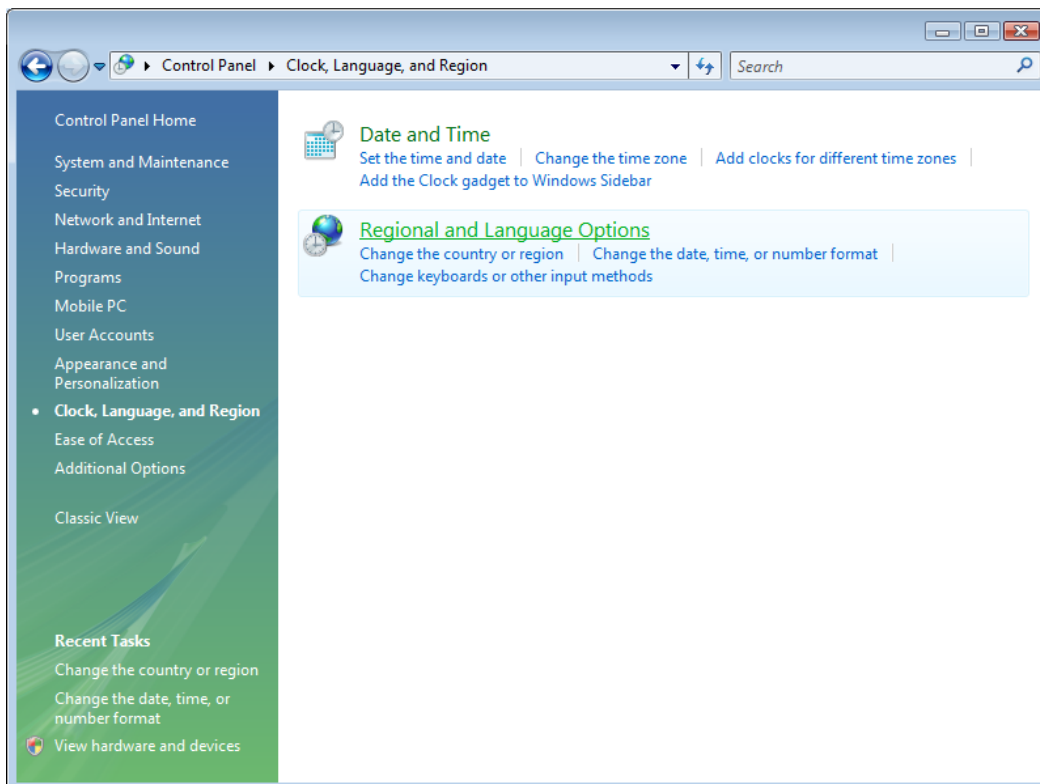 Control Panel Clock, Language, and Region Search
Control Panel Home
System and Maintenance
Security
Network and Internet
Hardware and Sound
Programs
Mobile PC
User Accounts
Appearance and
Personalization
Clock, Language, and Region
Ease of Access
Additional Options
Classic View
Recent Tasks
Change the country or region
Change the date, time, or
number format
View hardware and devices
Date and Time
Set the time and date Change the time zone Add clocks for different time zones
Add the Clock gadget to Windows Sidebar
Regional and Language Options
Change the country or region Change the date, time, or number format
Change keyboards or other input methods